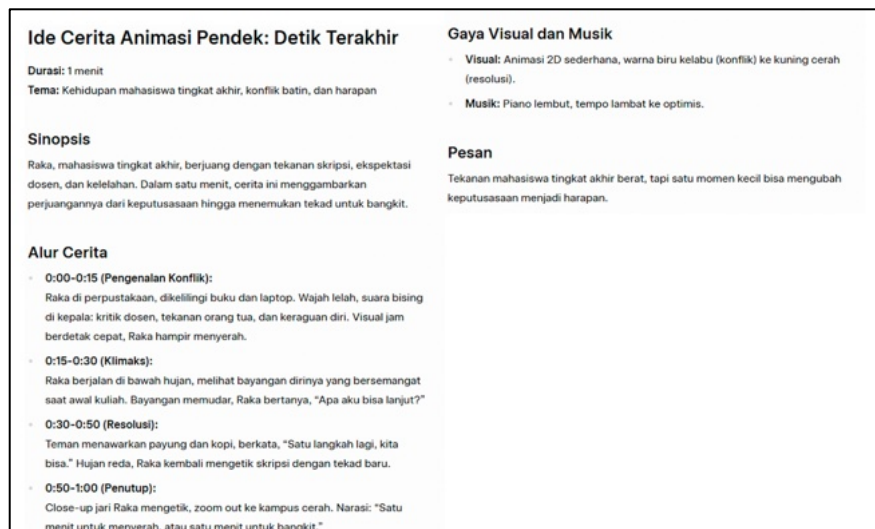 Ide Cerita Animasi Pendek: Detik Terakhir
Durasi: 1 menit
Tema: Kehidupan mahasiswa tingkat akhir, konflik batin, dan harapan
Sinopsis
Raka, mahasiswa tingkat akhir, berjuang dengan tekanan skripsi, ekspektasi
dosen, dan kelelahan. Dalam satu menit, cerita ini menggambarkan
perjuangannya dari keputusasaan hingga menemukan tekad untuk bangkit.
Alur Cerita
0:00-0:15 (Pengenalan Konflik):
Raka di perpustakaan, dikelilingi buku dan laptop. Wajah lelah, suara bising
di kepala: kritik dosen, tekanan orang tua, dan keraguan diri. Visual jam
berdetak cepat, Raka hampir menyerah.
0:15-0:30 (Klimaks):
Raka berjalan di bawah hujan, melihat bayangan dirinya yang bersemangat
saat awal kuliah. Bayangan memudar, Raka bertanya, “Apa aku bisa lanjut?”
0:30-0:50 (Resolusi):
Teman menawarkan payung dan kopi, berkata, “Satu langkah lagi, kita
bisa.” Hujan reda, Raka kembali mengetik skripsi dengan tekad baru.
0:50-1:00 (Penutup):
Close-up jari Raka mengetik, zoom out ke kampus cerah. Narasi: “Satu
menit untuk menyerah, atau satu menit untuk bangkit.”
Gaya Visual dan Musik
Visual: Animasi 2D sederhana, warna biru kelabu (konflik) ke kuning cerah
(resolusi).
Musik: Piano lembut, tempo lambat ke optimis.
Pesan
Tekanan mahasiswa tingkat akhir berat, tapi satu momen kecil bisa mengubah
keputusasaan menjadi harapan.